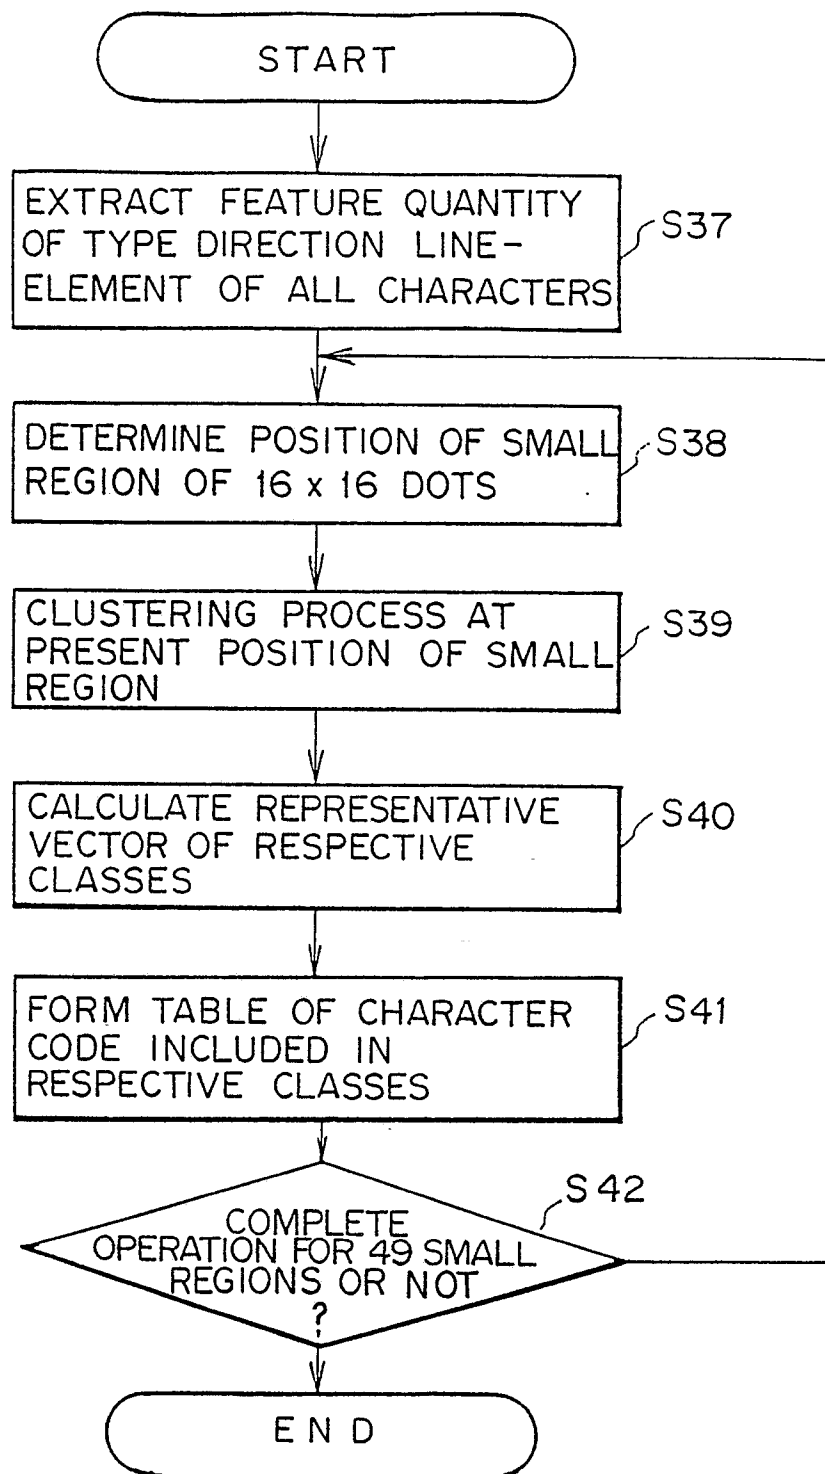 START
EXTRACT FEATURE QUANTITY
OF TYPE DIRECTION LINE-
ELEMENT OF ALL CHARACTERS
S37
DETERMINE POSITION OF SMALL
REGION OF 16 x 16 DOTS
S38
CLUSTERING PROCESS AT
PRESENT POSITION OF SMALL
REGION
S39
CALCULATE REPRESENTATIVE
VECTOR OF RESPECTIVE
CLASSES
S40
FORM TABLE OF CHARACTER
CODE INCLUDED IN
RESPECTIVE CLASSES
S41
S42
COMPLETE
OPERATION FOR 49 SMALL
REGIONS OR NOT
?
END